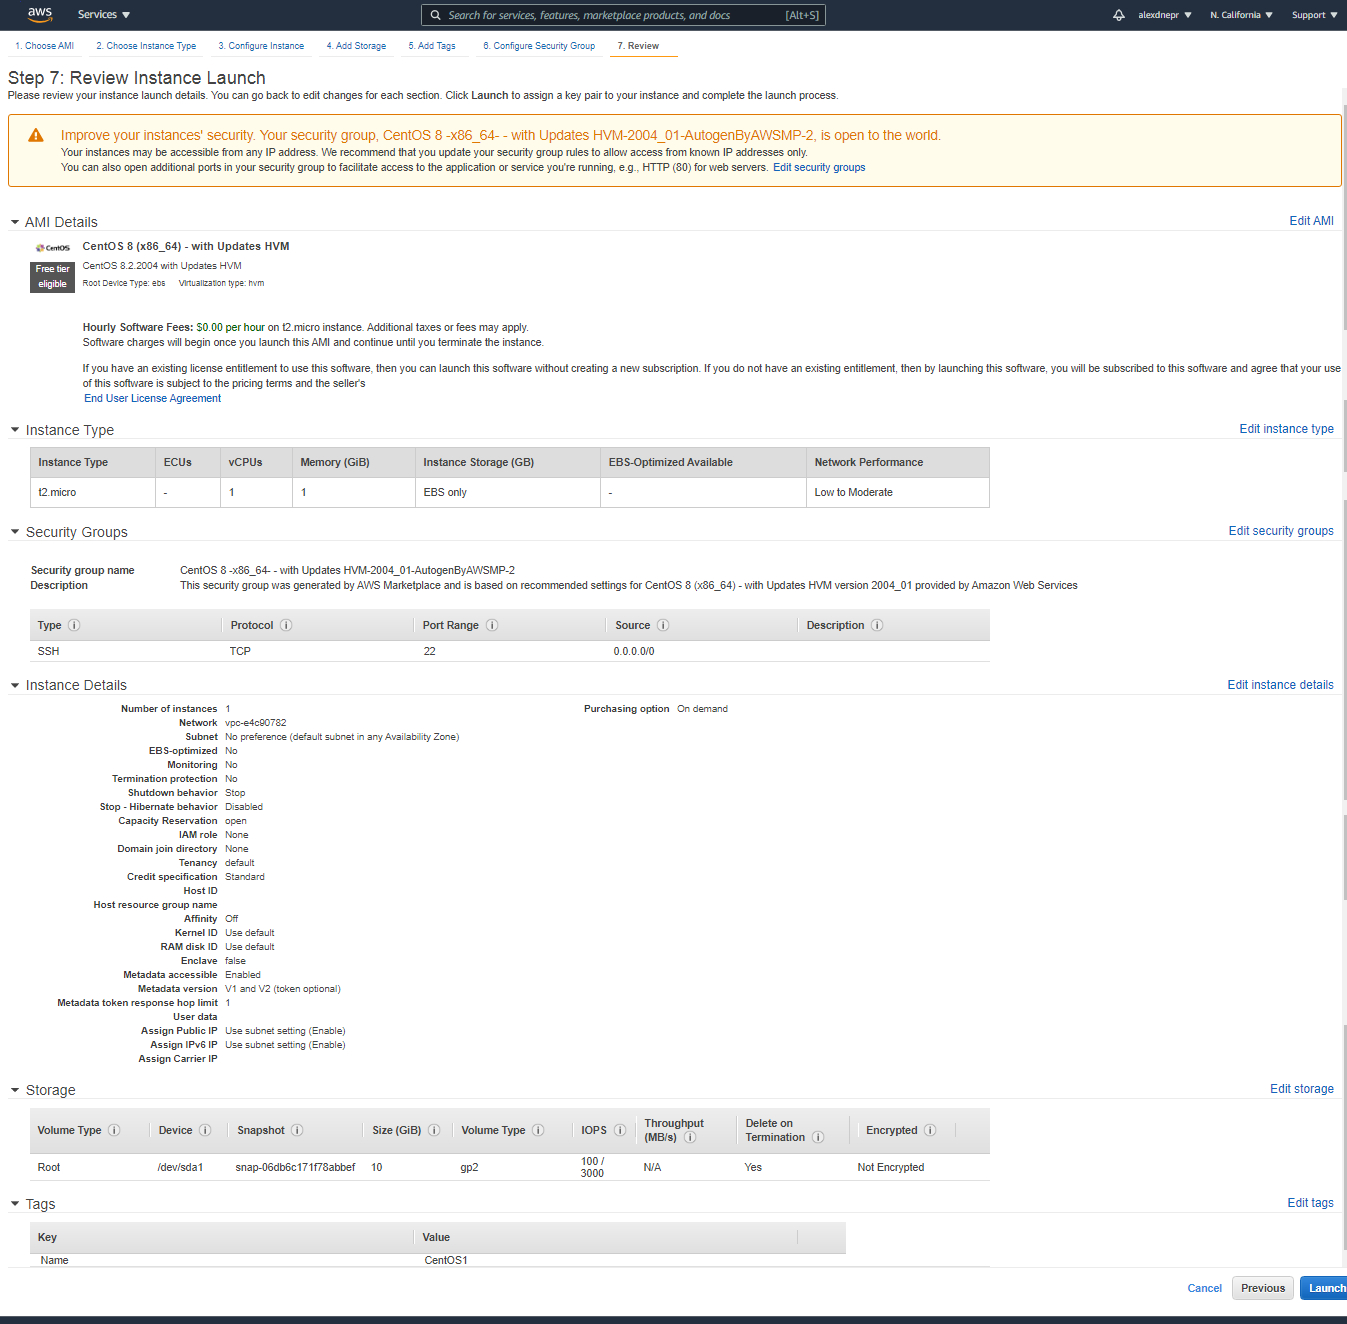 aws Services Search for services, features, marketplace products, and docs [Alt+S] alexdnepr N. California Support
1. Choose AMI 2. Choose Instance Type 3. Configure Instance 4. Add Storage 5. Add Tags 6. Configure Security Group 7. Review
Step 7: Review Instance Launch
Please review your instance launch details. You can go back to edit changes for each section. Click Launch to assign a key pair to your instance and complete the launch process.
Improve your instances' security. Your security group, CentOS 8 -x86_64- - with Updates HVM-2004_01-AutogenByAWSMP-2, is open to the world.
Your instances may be accessible from any IP address. We recommend that you update your security group rules to allow access from known IP addresses only.
You can also open additional ports in your security group to facilitate access to the application or service you're running, e.g., HTTP (80) for web servers. Edit security groups
AMI Details Edit AMI
CentOS CentOS 8 (x86_64) - with Updates HVM
Free tier eligible
CentOS 8.2.2004 with Updates HVM
Root Device Type: ebs Virtualization type: hvm
Hourly Software Fees: $0.00 per hour on t2.micro instance. Additional taxes or fees may apply.
Software charges will begin once you launch this AMI and continue until you terminate the instance.
If you have an existing license entitlement to use this software, then you can launch this software without creating a new subscription. If you do not have an existing entitlement, then by launching this software, you will be subscribed to this software and agree that your use
of this software is subject to the pricing terms and the seller's
End User License Agreement
Instance Type Edit instance type
Instance Type ECUs vCPUs Memory (GiB) Instance Storage (GB) EBS-Optimized Available Network Performance
t2.micro - 1 1 EBS only - Low to Moderate
Security Groups Edit security groups
Security group name CentOS 8 -x86_64- - with Updates HVM-2004_01-AutogenByAWSMP-2
Description This security group was generated by AWS Marketplace and is based on recommended settings for CentOS 8 (x86_64) - with Updates HVM version 2004_01 provided by Amazon Web Services
Type Protocol Port Range Source Description
SSH TCP 22 0.0.0.0/0
Instance Details Edit instance details
Number of instances 1 Purchasing option On demand
Network vpc-e4c90782
Subnet No preference (default subnet in any Availability Zone)
EBS-optimized No
Monitoring No
Termination protection No
Shutdown behavior Stop
Stop - Hibernate behavior Disabled
Capacity Reservation open
IAM role None
Domain join directory None
Tenancy default
Credit specification Standard
Host ID
Host resource group name
Affinity Off
Kernel ID Use default
RAM disk ID Use default
Enclave false
Metadata accessible Enabled
Metadata version V1 and V2 (token optional)
Metadata token response hop limit 1
User data
Assign Public IP Use subnet setting (Enable)
Assign IPv6 IP Use subnet setting (Enable)
Assign Carrier IP
Storage Edit storage
Volume Type Device Snapshot Size (GiB) Volume Type IOPS Throughput (MB/s) Delete on Termination Encrypted
Root /dev/sda1 snap-06db6c171f78abbef 10 gp2 100 / 3000 N/A Yes Not Encrypted
Tags Edit tags
Key Value
Name CentOS1
Cancel Previous Launch